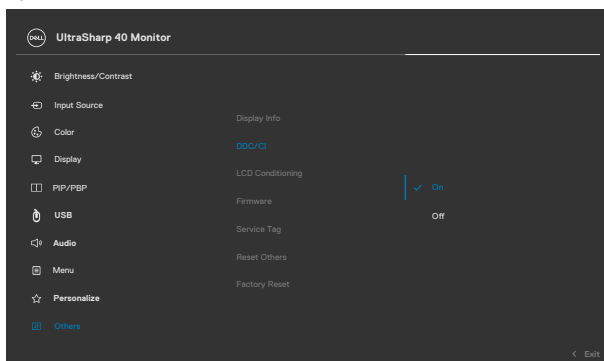 DELL UltraSharp 40 Monitor
Brightness/Contrast
Input Source
Color
Display
PIP/PBP
USB
Audio
Menu
Personalize
Others
Display Info
DDC/CI
LCD Conditioning
Firmware
Service Tag
Reset Others
Factory Reset
On
Off
Exit